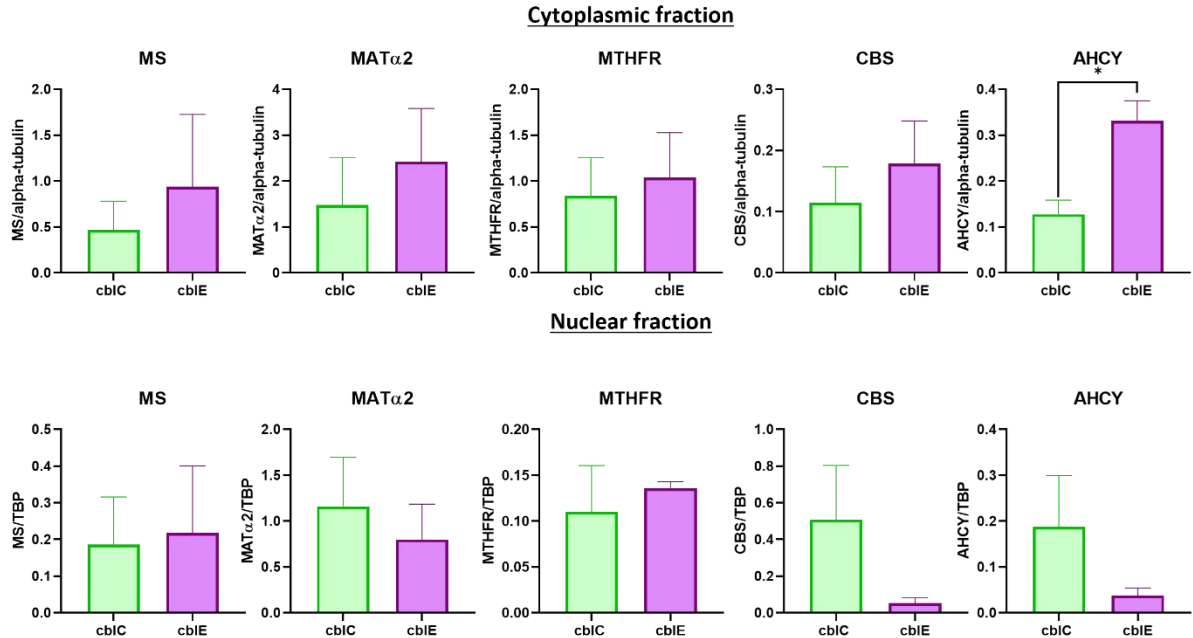 Cytoplasmic fraction
MS
MATα2
MTHFR
CBS
AHCY
MS/alpha-tubulin
2.0
1.5
1.0
0.5
0.0
cblC
cblE
MATα2/alpha-tubulin
4
3
2
1
0
cblC
cblE
MTHFR/alpha-tubulin
2.0
1.5
1.0
0.5
0.0
cblC
cblE
CBS/alpha-tubulin
0.3
0.2
0.1
0.0
cblC
cblE
AHCY/alpha-tubulin
0.4
0.3
0.2
0.1
0.0
*
cblC
cblE
Nuclear fraction
MS
MATα2
MTHFR
CBS
AHCY
MS/TBP
0.5
0.4
0.3
0.2
0.1
0.0
cblC
cblE
MATα2/TBP
2.0
1.5
1.0
0.5
0.0
cblC
cblE
MTHFR/TBP
0.20
0.15
0.10
0.05
0.00
cblC
cblE
CBS/TBP
1.0
0.8
0.6
0.4
0.2
0.0
cblC
cblE
AHCY/TBP
0.4
0.3
0.2
0.1
0.0
cblC
cblE